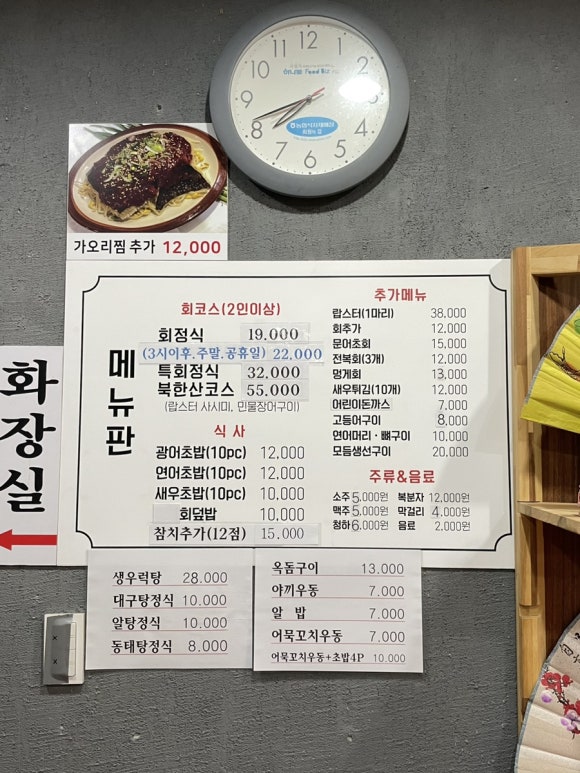 12
1
2
3
4
5
6
7
8
9
10
11
Food
가오리찜 추가 12,000
화장실
메뉴판
회코스(2인이상)
회정식 19,000
(3시이후.주말.공휴일) 22,000
특회정식 32,000
북한산코스 55,000
(랍스터 사시미, 민물장어구이)
식 사
광어초밥(10pc) 12,000
연어초밥(10pc) 12,000
새우초밥(10pc) 10,000
회덮밥 10,000
참치추가(12점) 15,000
추가메뉴
랍스터(1마리) 38,000
회추가 12,000
문어초회 15,000
전복회(3개) 12,000
멍게회 13,000
새우튀김(10개) 12,000
어린이돈까스 7,000
고등어구이 8,000
연어머리·뼈구이 10,000
모듬생선구이 20,000
주류&음료
소주 5,000원 복분자 12,000원
맥주 5,000원 막걸리 4,000원
청하 6,000원 음료 2,000원
생우럭탕 28,000
대구탕정식 10,000
알탕정식 10,000
동태탕정식 8,000
옥돔구이 13,000
야끼우동 7,000
알 밥 7,000
어묵꼬치우동 7,000
어묵꼬치우동+초밥4P 10,000